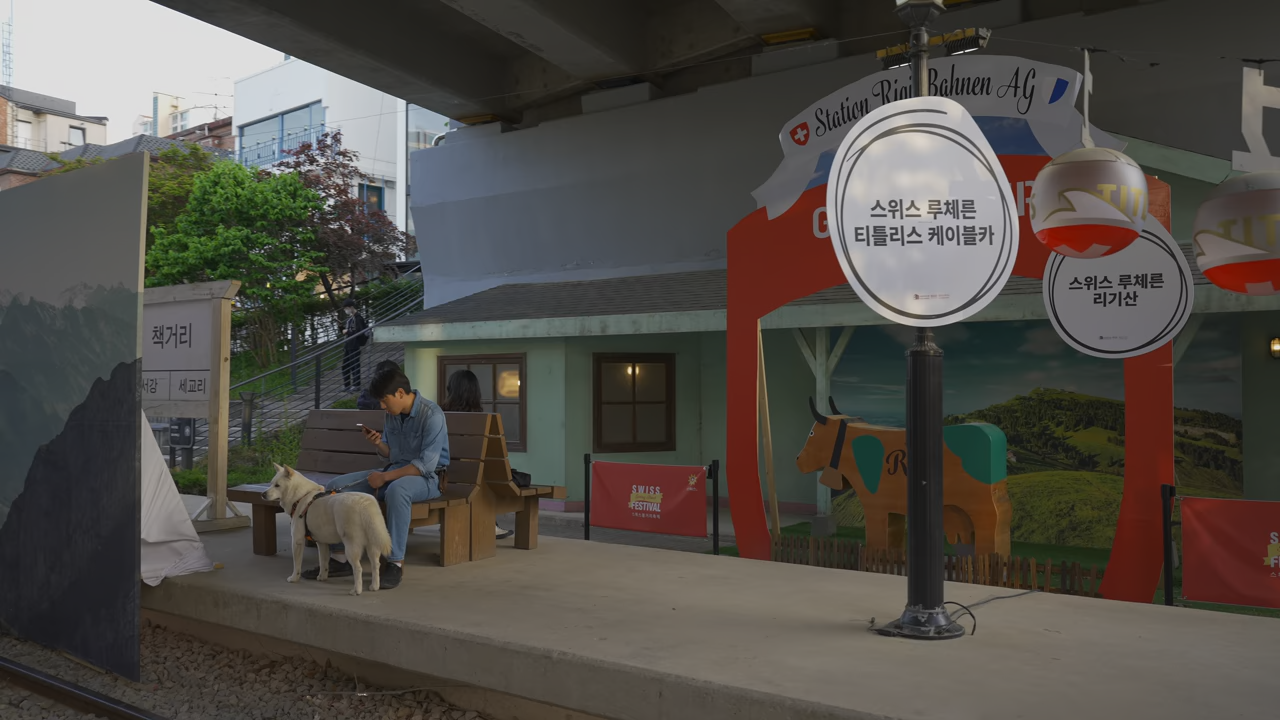 Station Rigi Bahnen AG
스위스 루체른
티틀리스 케이블카
스위스 루체른
리기산
책거리
서강
세교리
SWISS
FESTIVAL